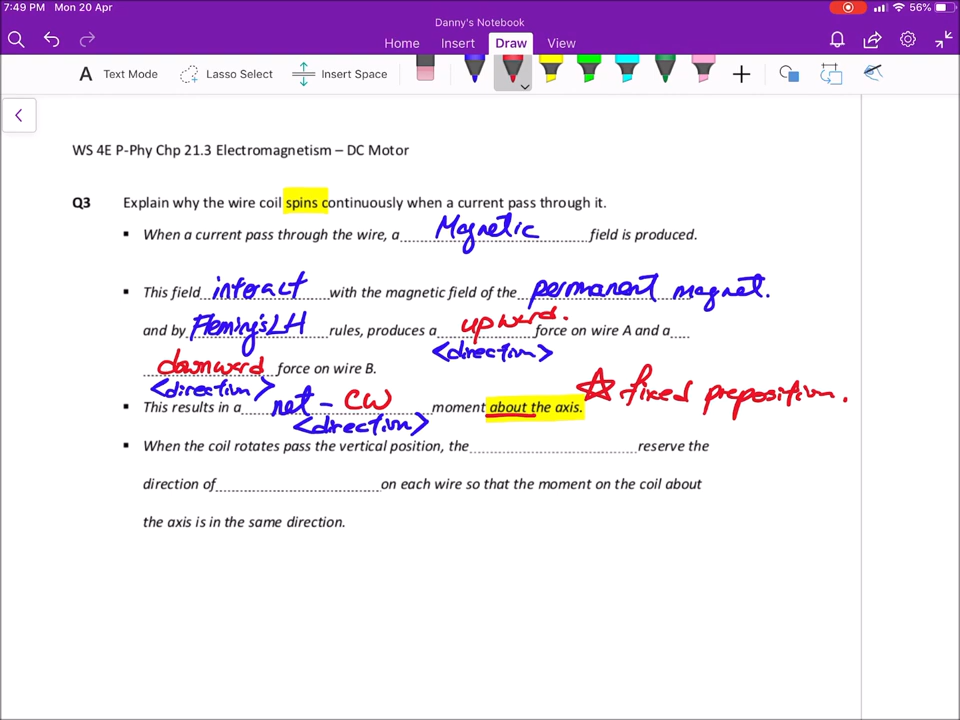 7:49 PM Mon 20 Apr
56%
Danny's Notebook
Home Insert Draw View
A Text Mode Lasso Select Insert Space
WS 4E P-Phy Chp 21.3 Electromagnetism – DC Motor
Q3 Explain why the wire coil spins continuously when a current pass through it.
▪ When a current pass through the wire, a Magnetic field is produced.
▪ This field interact with the magnetic field of the permanent magnet.
and by Fleming's LH rules, produces a upward. force on wire A and a
<direction>
downward force on wire B.
<direction>
▪ This results in a net - CW moment about the axis. ☆ fixed preposition.
<direction>
▪ When the coil rotates pass the vertical position, the reserve the
direction of on each wire so that the moment on the coil about
the axis is in the same direction.